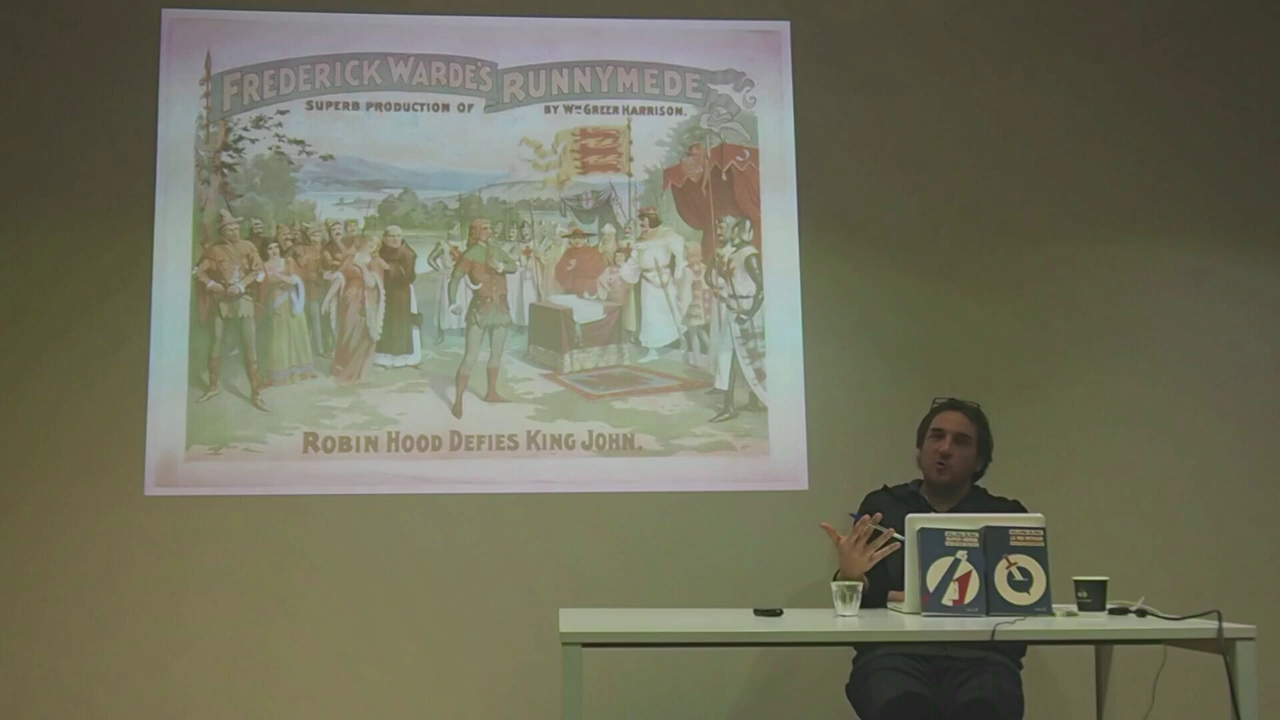 FREDERICK WARDE'S RUNNYMEDE
SUPERB PRODUCTION OF BY WM GREER HARRISON.
ROBIN HOOD DEFIES KING JOHN.